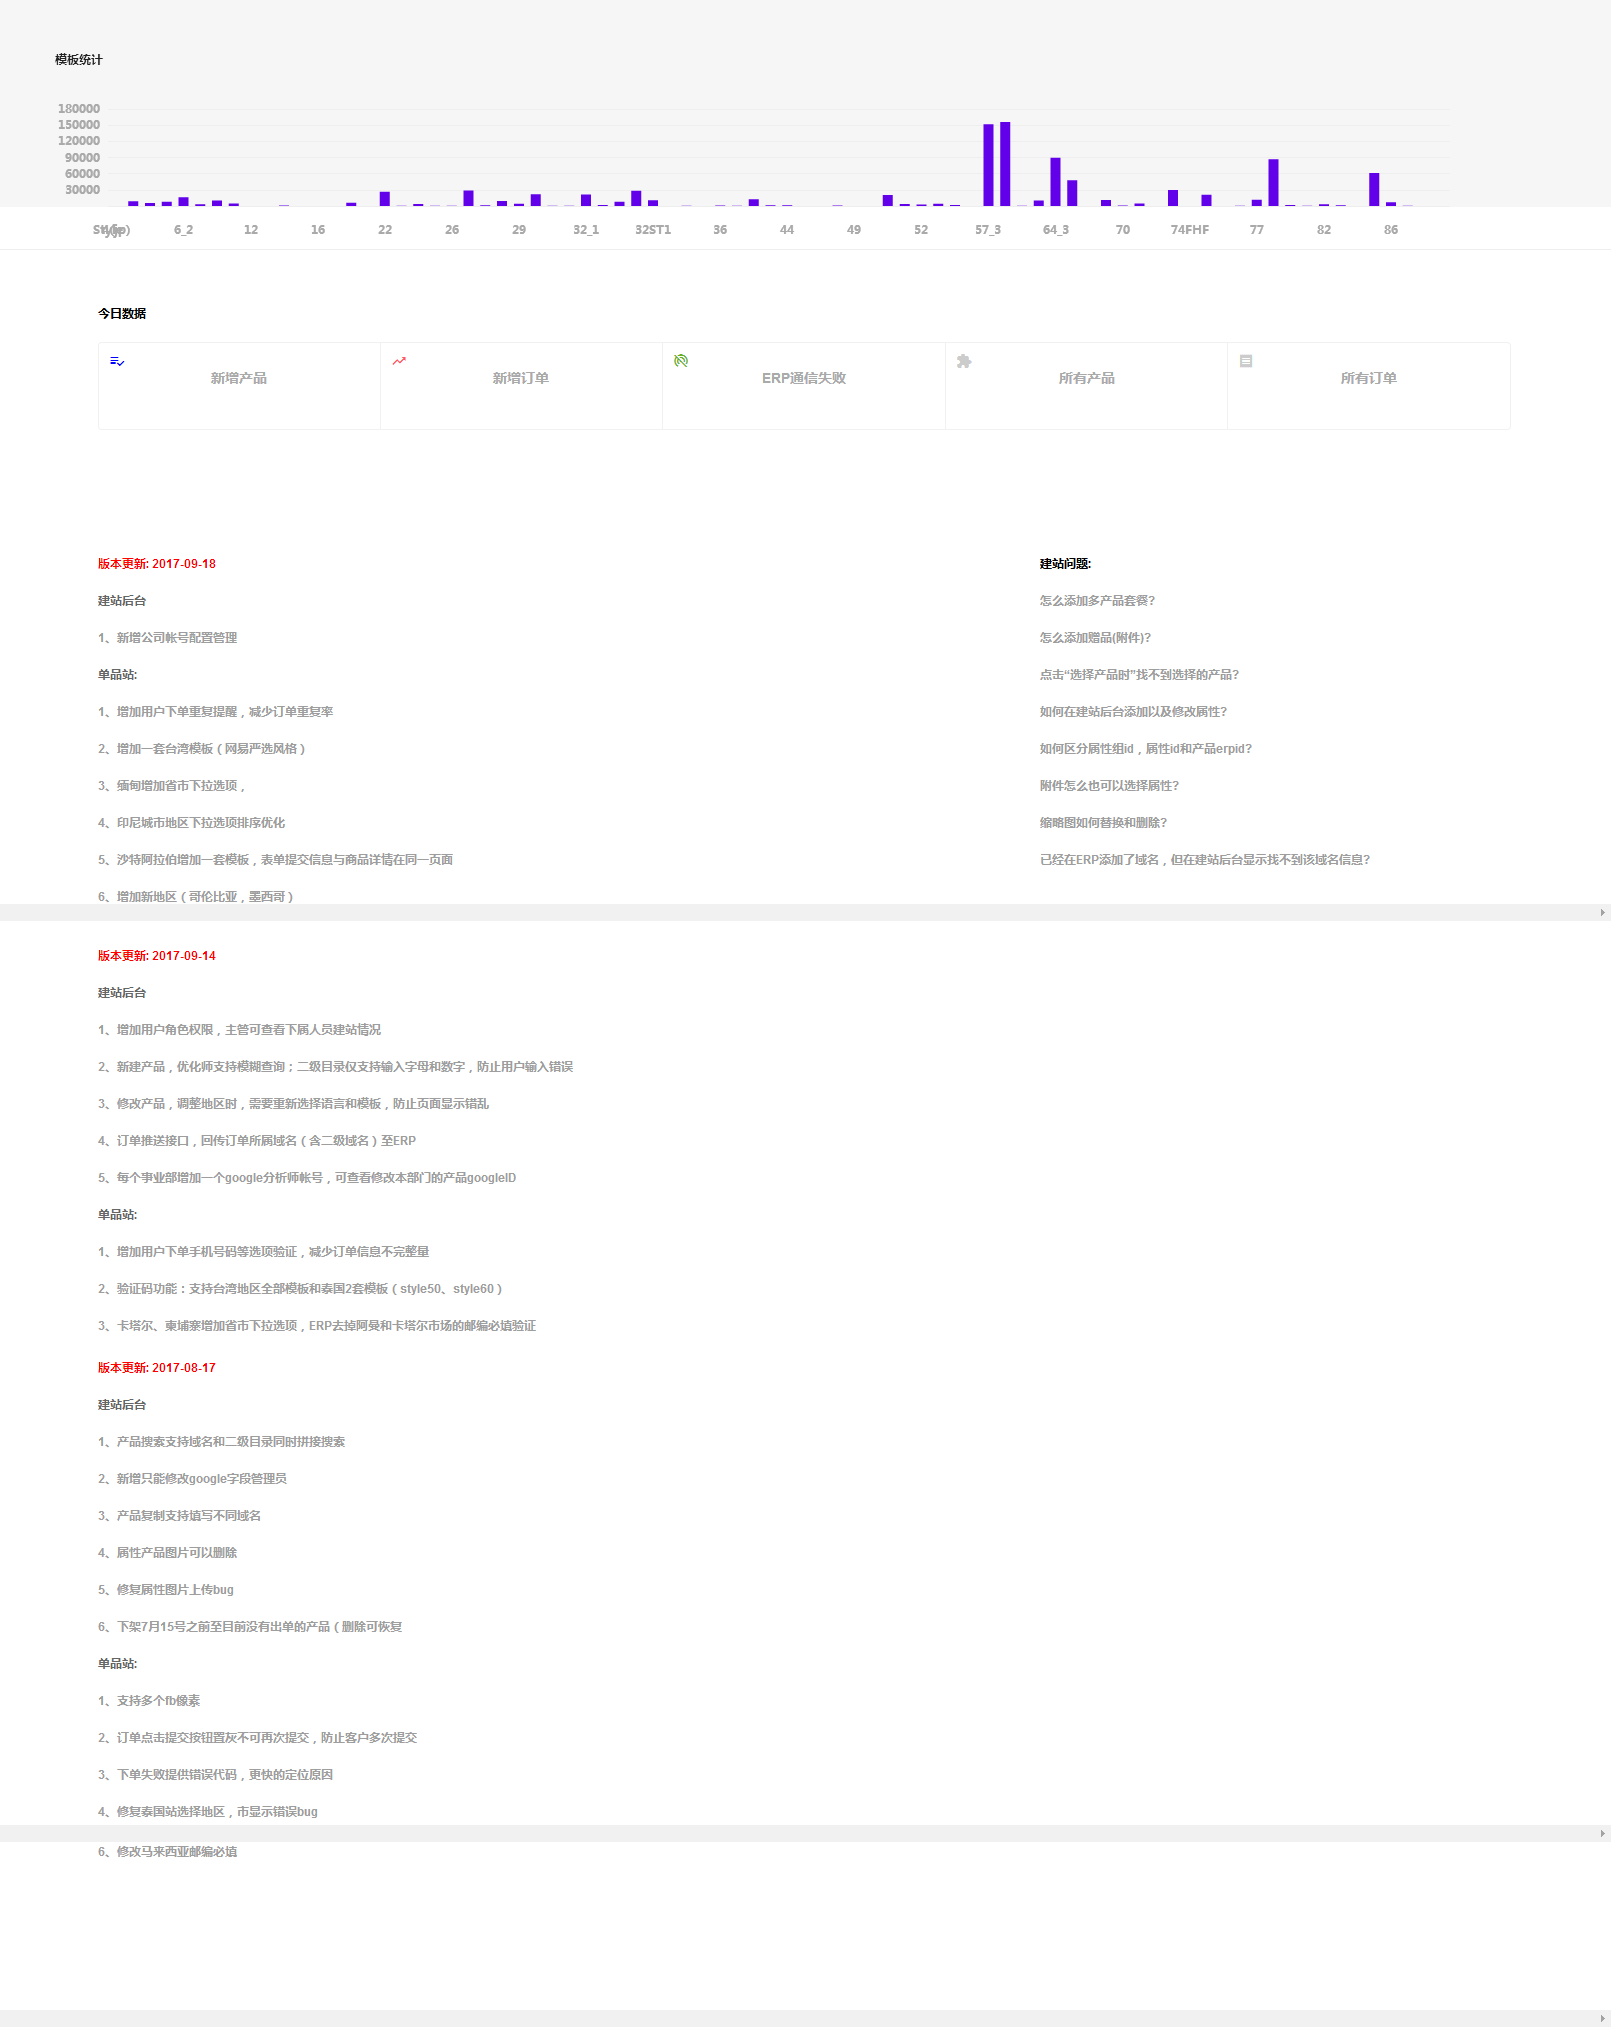 模板统计
180000
150000
120000
90000
60000
30000
6_2 12 16 22 26 29 32_1 32ST1 36 44 49 52 57_3 64_3 70 74FHF 77 82 86
今日数据
新增产品 新增订单 ERP通信失败 所有产品 所有订单
版本更新: 2017-09-18
建站后台
1、新增公司帐号配置管理
单品站:
1、增加用户下单重复提醒，减少订单重复率
2、增加一套台湾模板（网易严选风格）
3、缅甸增加省市下拉选项，
4、印尼城市地区下拉选项排序优化
5、沙特阿拉伯增加一套模板，表单提交信息与商品详情在同一页面
6、增加新地区（哥伦比亚，墨西哥）
建站问题:
怎么添加多产品套餐?
怎么添加赠品(附件)?
点击“选择产品时”找不到选择的产品?
如何在建站后台添加以及修改属性?
如何区分属性组id，属性id和产品erpid?
附件怎么也可以选择属性?
缩略图如何替换和删除?
已经在ERP添加了域名，但在建站后台显示找不到该域名信息?
版本更新: 2017-09-14
建站后台
1、增加用户角色权限，主管可查看下属人员建站情况
2、新建产品，优化师支持模糊查询；二级目录仅支持输入字母和数字，防止用户输入错误
3、修改产品，调整地区时，需要重新选择语言和模板，防止页面显示错乱
4、订单推送接口，回传订单所属域名（含二级域名）至ERP
5、每个事业部增加一个google分析师帐号，可查看修改本部门的产品googleID
单品站:
1、增加用户下单手机号码等选项验证，减少订单信息不完整量
2、验证码功能：支持台湾地区全部模板和泰国2套模板（style50、style60）
3、卡塔尔、柬埔寨增加省市下拉选项，ERP去掉阿曼和卡塔尔市场的邮编必填验证
版本更新: 2017-08-17
建站后台
1、产品搜索支持域名和二级目录同时拼接搜索
2、新增只能修改google字段管理员
3、产品复制支持填写不同域名
4、属性产品图片可以删除
5、修复属性图片上传bug
6、下架7月15号之前至目前没有出单的产品（删除可恢复
单品站:
1、支持多个fb像素
2、订单点击提交按钮置灰不可再次提交，防止客户多次提交
3、下单失败提供错误代码，更快的定位原因
4、修复泰国站选择地区，市显示错误bug
6、修改马来西亚邮编必填